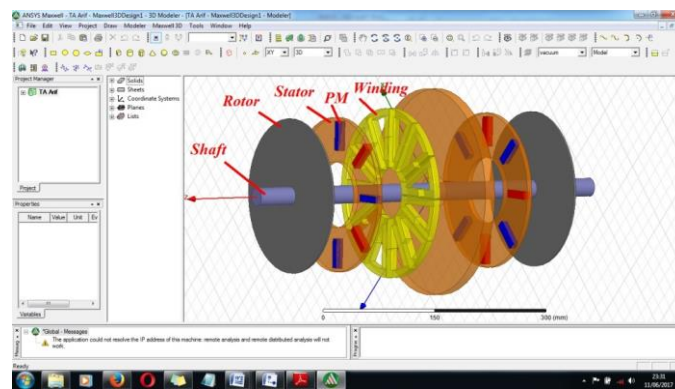 ANSYS Maxwell - TA Arif - Maxwell3DDesign1 - 3D Modeler - [TA Arif - Maxwell3DDesign1 - Modeler]
File Edit View Project Draw Modeler Maxwell 3D Tools Window Help
XY 3D vacuum Model
Project Manager
TA Arif
Project
Properties
Name Value Unit Ev
Variables
Solids
Sheets
Coordinate Systems
Planes
Lists
Rotor Stator PM Winding
Shaft
0 150 300 (mm)
*Global - Messages
The application could not resolve the IP address of this machine: remote analysis and remote distributed analysis will not
work.
Ready
23.31
11/06/2017